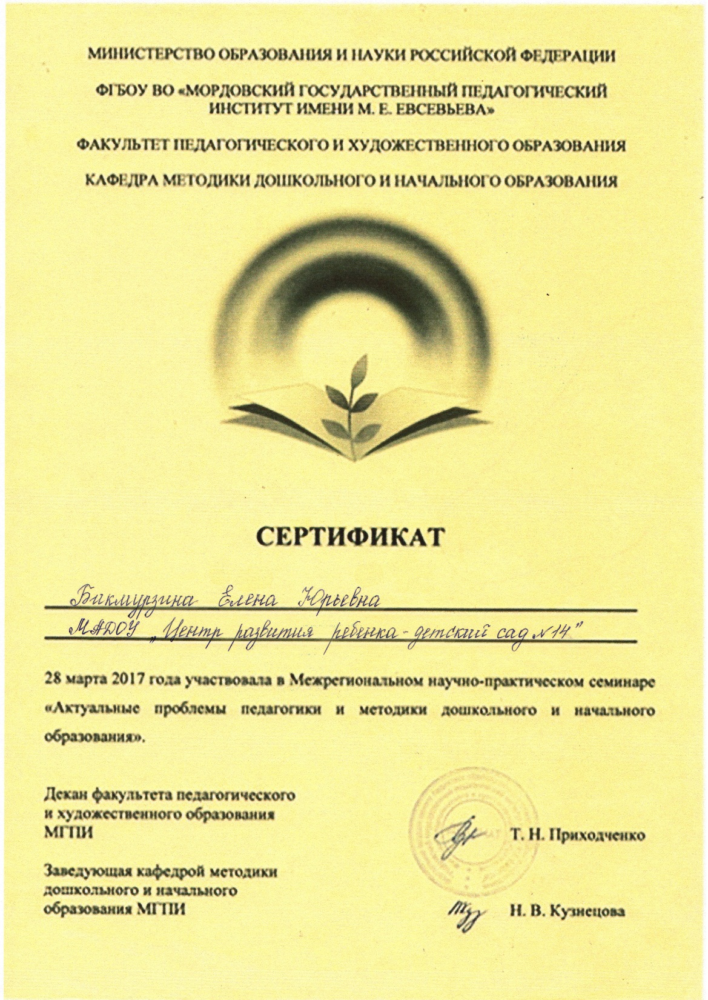 МИНИСТЕРСТВО ОБРАЗОВАНИЯ И НАУКИ РОССИЙСКОЙ ФЕДЕРАЦИИ
ФГБОУ ВО «МОРДОВСКИЙ ГОСУДАРСТВЕННЫЙ ПЕДАГОГИЧЕСКИЙ
ИНСТИТУТ ИМЕНИ М. Е. ЕВСЕВЬЕВА»
ФАКУЛЬТЕТ ПЕДАГОГИЧЕСКОГО И ХУДОЖЕСТВЕННОГО ОБРАЗОВАНИЯ
КАФЕДРА МЕТОДИКИ ДОШКОЛЬНОГО И НАЧАЛЬНОГО ОБРАЗОВАНИЯ
СЕРТИФИКАТ
Бикмурзина Елена Юрьевна
МАДОУ „Центр развития ребенка - детский сад №14"
28 марта 2017 года участвовала в Межрегиональном научно-практическом семинаре
«Актуальные проблемы педагогики и методики дошкольного и начального
образования».
Декан факультета педагогического
и художественного образования
МГПИ Т. Н. Приходченко
Заведующая кафедрой методики
дошкольного и начального
образования МГПИ Н. В. Кузнецова